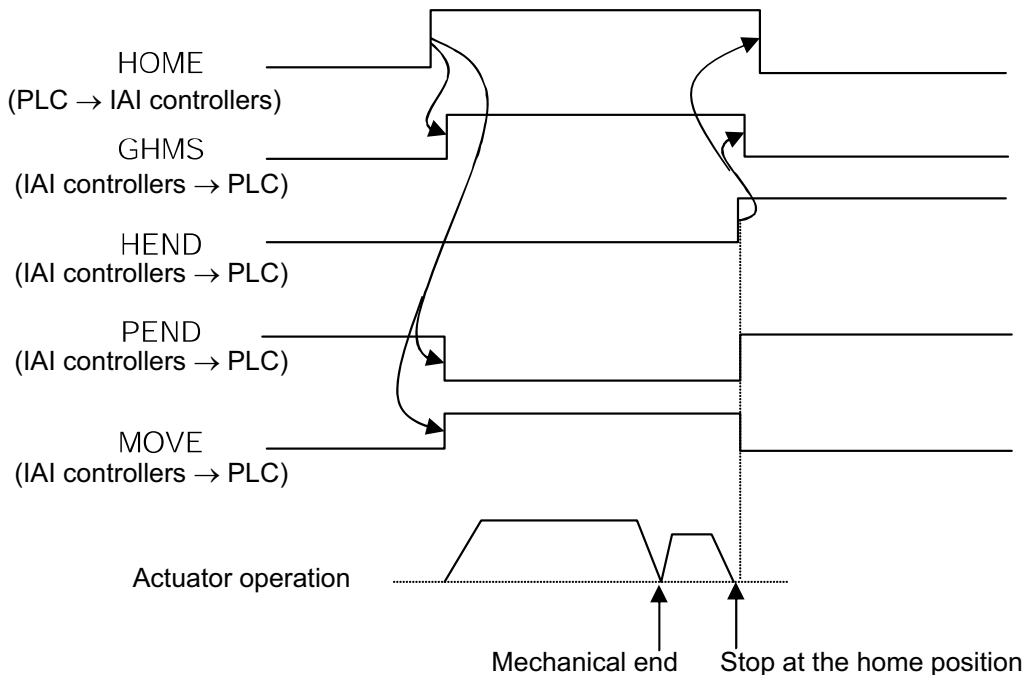 HOME
(PLC → IAI controllers)
GHMS
(IAI controllers → PLC)
HEND
(IAI controllers → PLC)
PEND
(IAI controllers → PLC)
MOVE
(IAI controllers → PLC)
Actuator operation
Mechanical end
Stop at the home position